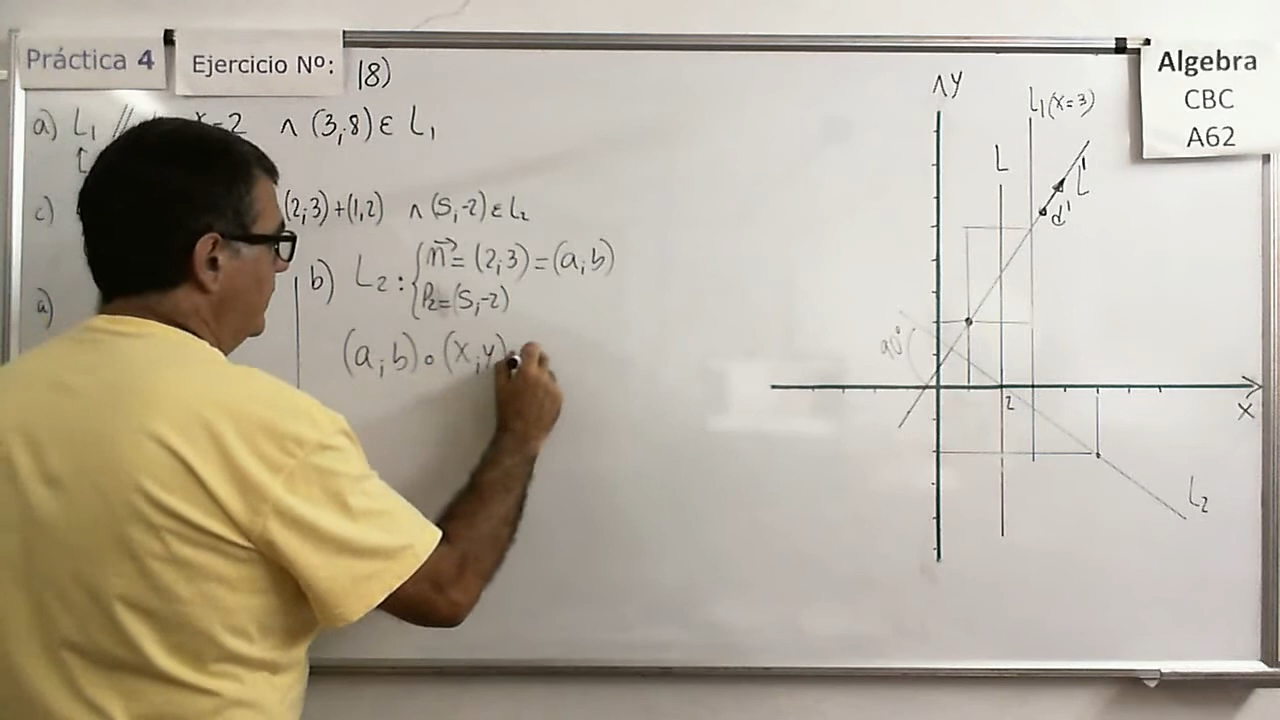 Práctica 4
Ejercicio Nº: 18)
Algebra
CBC
A62
a) L₁ // x=2 ∧ (3;8) ε L₁
c) (2;3)+(1,2) ∧ (5,-2) ε L₂
a)
b) L₂: { n⃗ = (2;3) = (a;b)
P₂=(5,-2)
(a;b)∘(x;y)
∧y
L₁(x=3)
L
L'
d'
90°
2
x
L₂